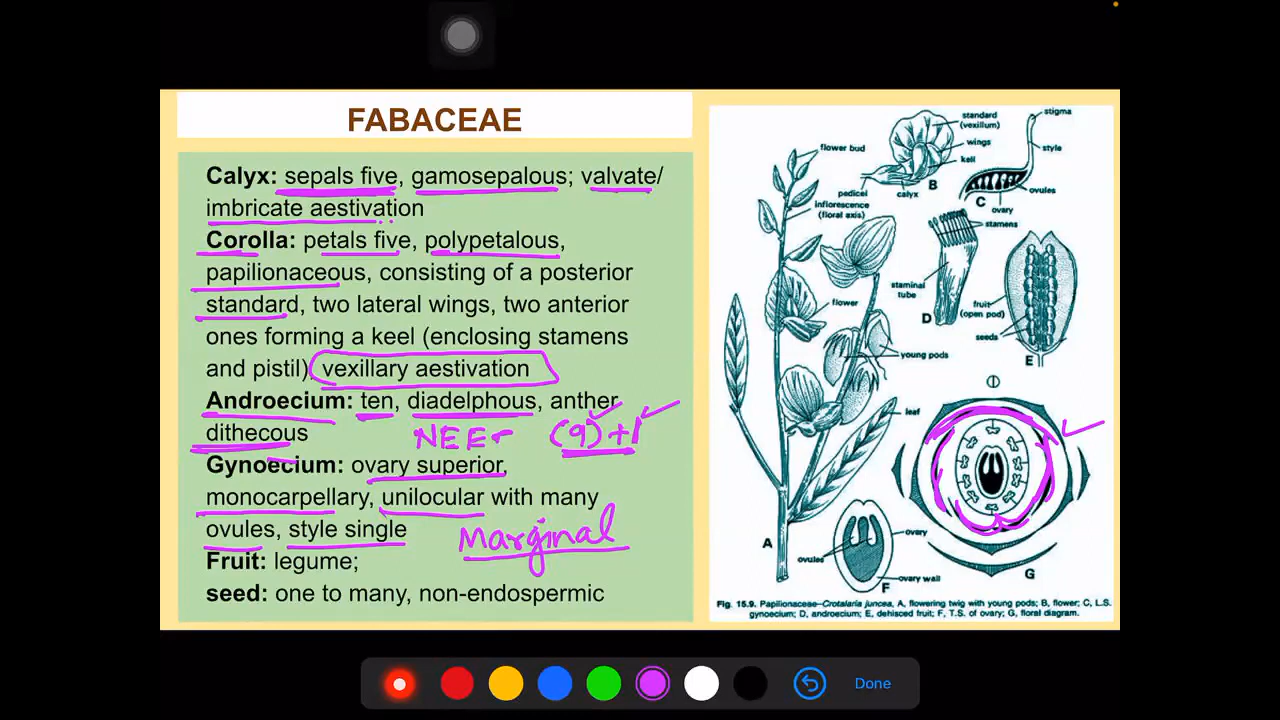 FABACEAE
Calyx: sepals five, gamosepalous; valvate/
imbricate aestivation
Corolla: petals five, polypetalous,
papilionaceous, consisting of a posterior
standard, two lateral wings, two anterior
ones forming a keel (enclosing stamens
and pistil), vexillary aestivation
Androecium: ten, diadelphous, anther
dithecous
NEEr (9)+1
Gynoecium: ovary superior,
monocarpellary, unilocular with many
ovules, style single
Marginal
Fruit: legume;
seed: one to many, non-endospermic
standard
(vexillum)
wings
keel
calyx
pedicel
B
stigma
style
ovules
ovary
C
flower bud
inflorescence
(floral axis)
stamens
staminal
tube
D
flower
fruit
(open pod)
seeds
E
young pods
leaf
A
ovary
ovules
ovary wall
F
G
Fig. 15.9. Papilionaceae-Crotalaria juncea, A, flowering twig with young pods; B, flower; C, L.S.
gynoecium; D, androecium; E, dehisced fruit; F, T.S. of ovary; G, floral diagram.
Done